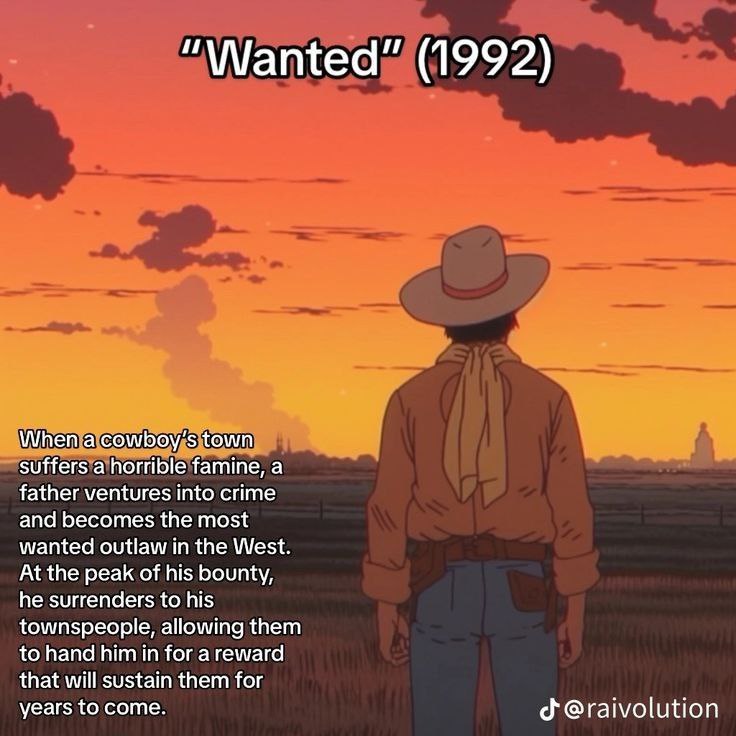 "Wanted" (1992)
When a cowboy's town
suffers a horrible famine, a
father ventures into crime
and becomes the most
wanted outlaw in the West.
At the peak of his bounty,
he surrenders to his
townspeople, allowing them
to hand him in for a reward
that will sustain them for
years to come.
@raivolution